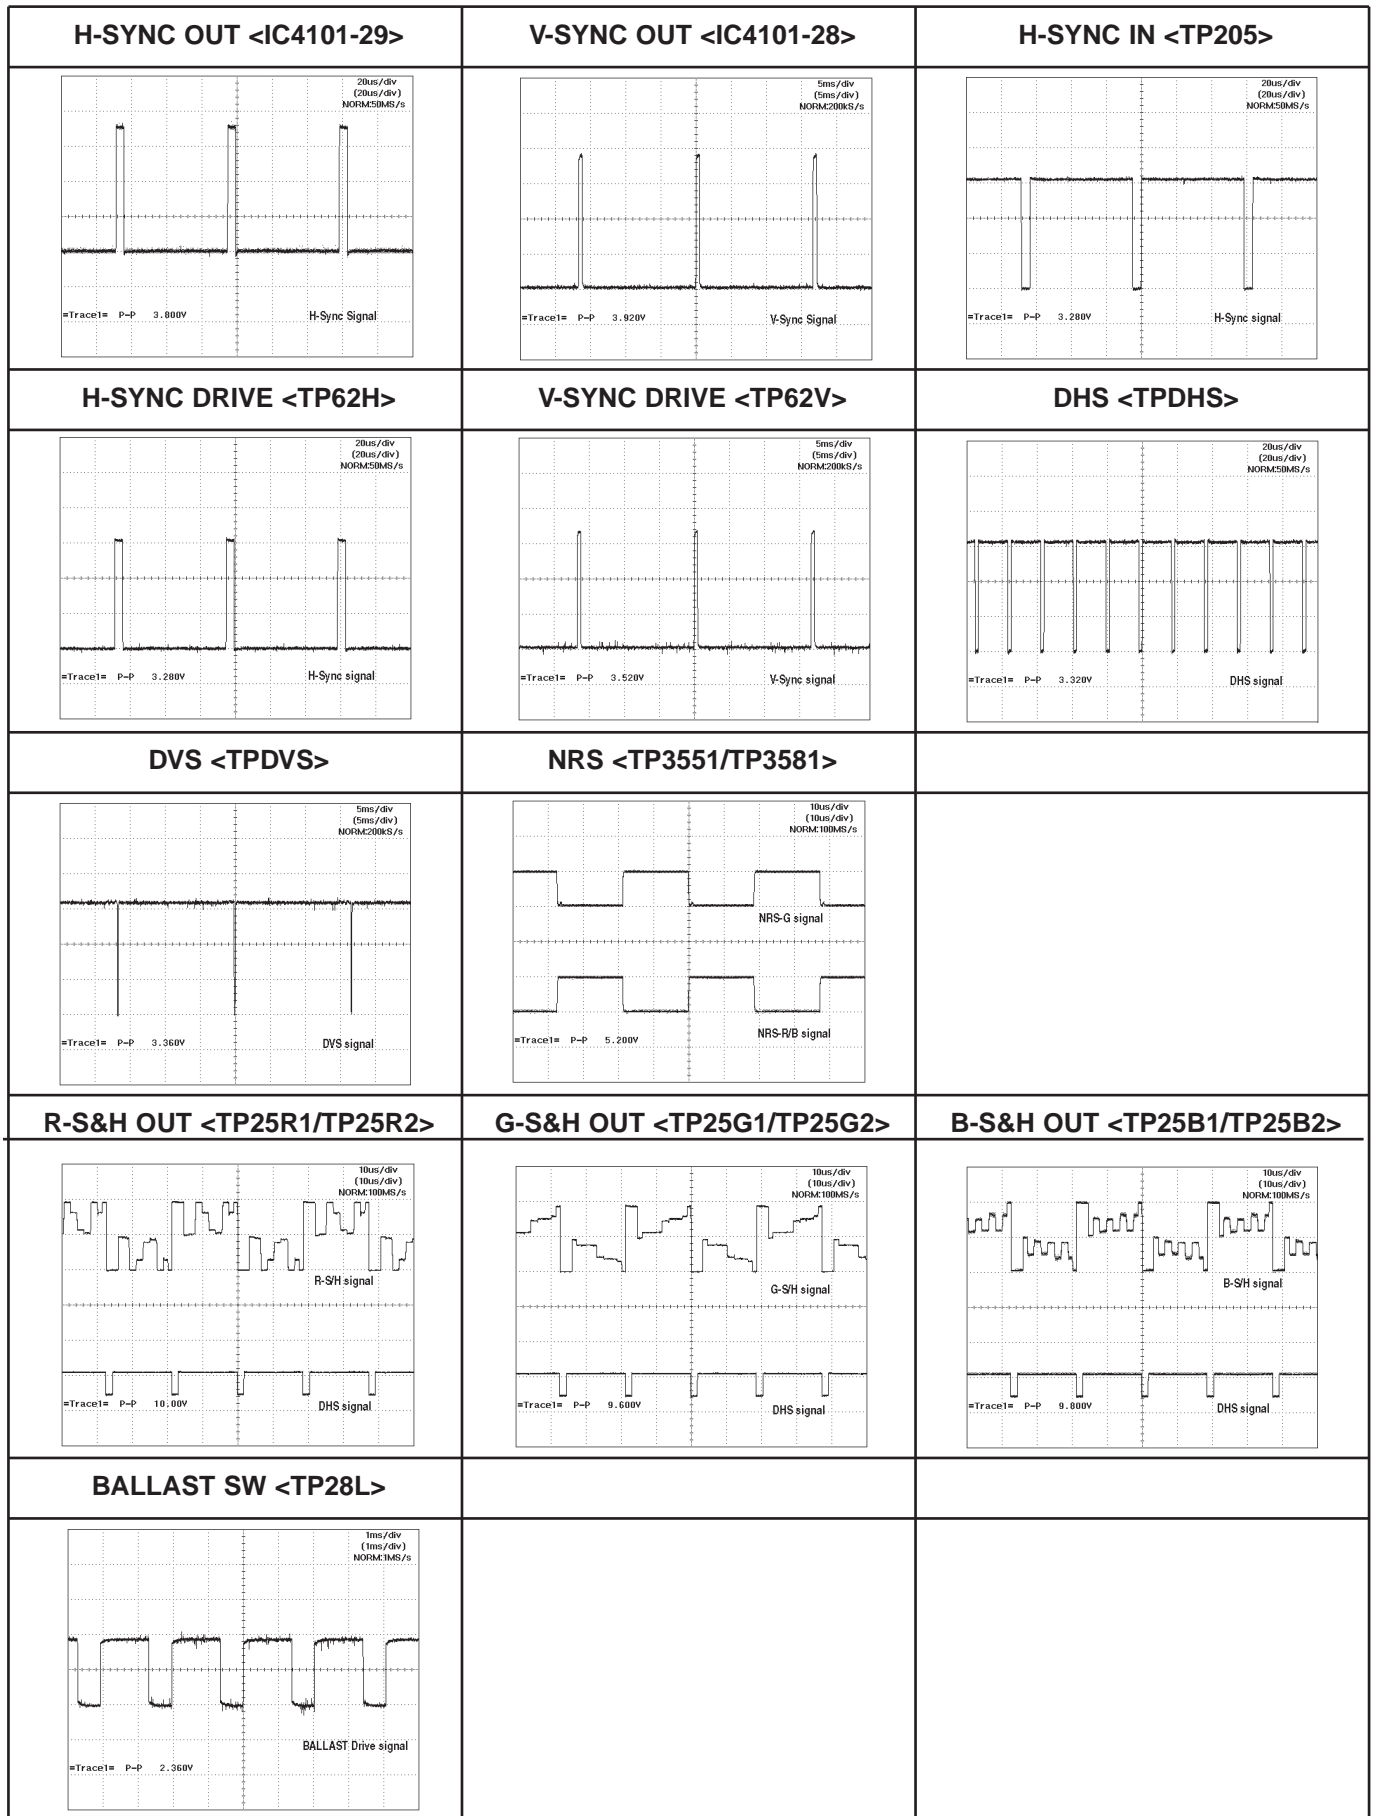 H-SYNC OUT <IC4101-29>
V-SYNC OUT <IC4101-28>
H-SYNC IN <TP205>
20us/div
(20us/div)
NORM:50MS/s
=Trace1= P-P 3.800V
H-Sync Signal
5ms/div
(5ms/div)
NORM:200kS/s
=Trace1= P-P 3.920V
V-Sync Signal
20us/div
(20us/div)
NORM:50MS/s
=Trace1= P-P 3.280V
H-Sync signal
H-SYNC DRIVE <TP62H>
V-SYNC DRIVE <TP62V>
DHS <TPDHS>
20us/div
(20us/div)
NORM:50MS/s
=Trace1= P-P 3.280V
H-Sync signal
5ms/div
(5ms/div)
NORM:200kS/s
=Trace1= P-P 3.520V
V-Sync signal
20us/div
(20us/div)
NORM:50MS/s
=Trace1= P-P 3.320V
DHS signal
DVS <TPDVS>
NRS <TP3551/TP3581>
5ms/div
(5ms/div)
NORM:200kS/s
=Trace1= P-P 3.360V
DVS signal
10us/div
(10us/div)
NORM:100MS/s
NRS-G signal
NRS-R/B signal
=Trace1= P-P 5.200V
R-S&H OUT <TP25R1/TP25R2>
G-S&H OUT <TP25G1/TP25G2>
B-S&H OUT <TP25B1/TP25B2>
10us/div
(10us/div)
NORM:100MS/s
R-S/H signal
=Trace1= P-P 10.00V
DHS signal
10us/div
(10us/div)
NORM:100MS/s
G-S/H signal
=Trace1= P-P 9.600V
DHS signal
10us/div
(10us/div)
NORM:100MS/s
B-S/H signal
=Trace1= P-P 9.800V
DHS signal
BALLAST SW <TP28L>
1ms/div
(1ms/div)
NORM:1MS/s
BALLAST Drive signal
=Trace1= P-P 2.360V